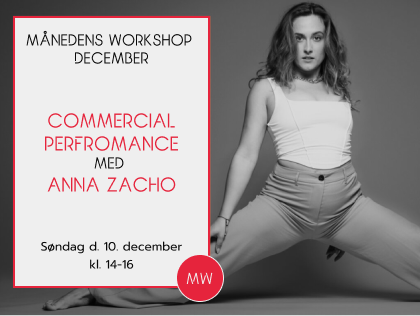 MÅNEDENS WORKSHOP
DECEMBER
COMMERCIAL
PERFROMANCE
MED
ANNA ZACHO
Søndag d. 10. december
kl. 14-16
MW